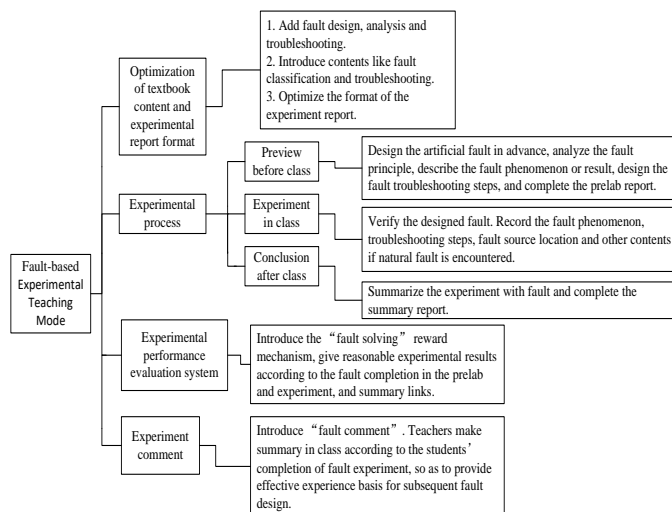 Fault-based
Experimental
Teaching
Mode
Optimization
of textbook
content and
experimental
report format
1. Add fault design, analysis and
troubleshooting.
2. Introduce contents like fault
classification and troubleshooting.
3. Optimize the format of the
experiment report.
Experimental
process
Preview
before class
Design the artificial fault in advance, analyze the fault
principle, describe the fault phenomenon or result, design the
fault troubleshooting steps, and complete the prelab report.
Experiment
in class
Verify the designed fault. Record the fault phenomenon,
troubleshooting steps, fault source location and other contents
if natural fault is encountered.
Conclusion
after class
Summarize the experiment with fault and complete the
summary report.
Experimental
performance
evaluation system
Introduce the “fault solving” reward
mechanism, give reasonable experimental results
according to the fault completion in the prelab
and experiment, and summary links.
Experiment
comment
Introduce “fault comment”. Teachers make
summary in class according to the students’
completion of fault experiment, so as to provide
effective experience basis for subsequent fault
design.